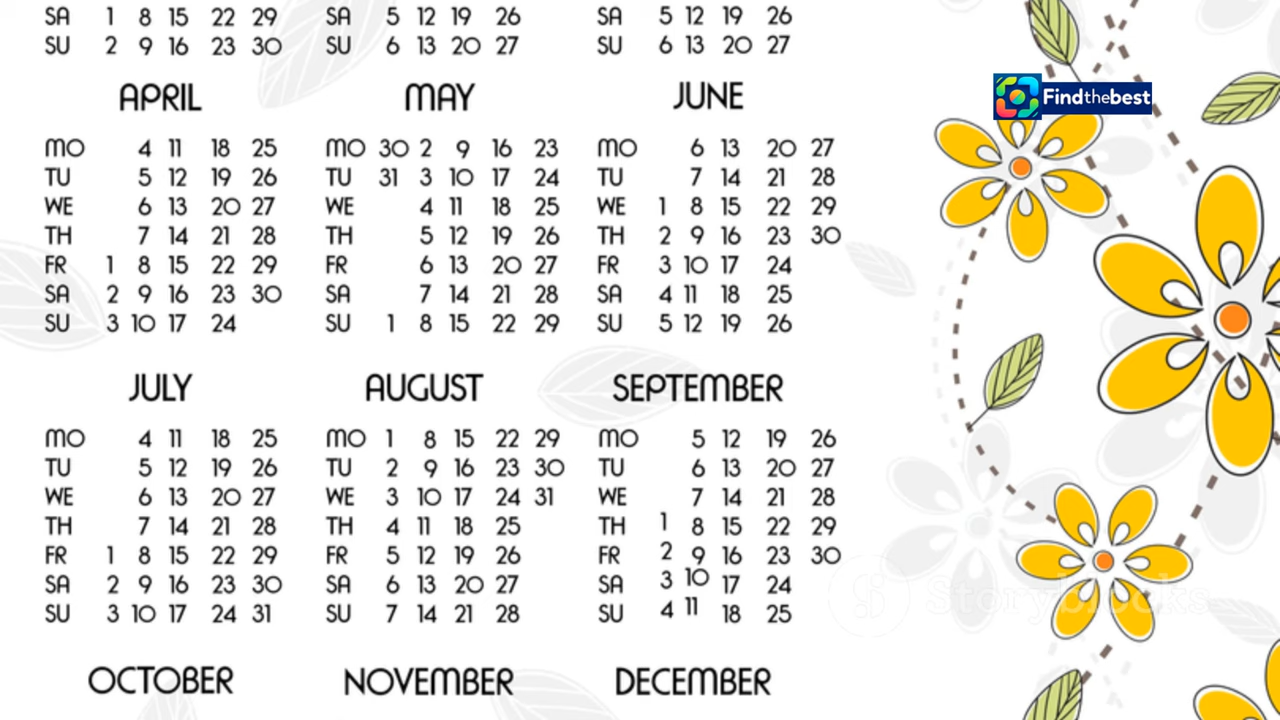 SA 1 8 15 22 29 SA 5 12 19 26 SA 5 12 19 26
SU 2 9 16 23 30 SU 6 13 20 27 SU 6 13 20 27
APRIL MAY JUNE
Findthebest
MO 4 11 18 25 MO 30 2 9 16 23 MO 6 13 20 27
TU 5 12 19 26 TU 31 3 10 17 24 TU 7 14 21 28
WE 6 13 20 27 WE 4 11 18 25 WE 1 8 15 22 29
TH 7 14 21 28 TH 5 12 19 26 TH 2 9 16 23 30
FR 1 8 15 22 29 FR 6 13 20 27 FR 3 10 17 24
SA 2 9 16 23 30 SA 7 14 21 28 SA 4 11 18 25
SU 3 10 17 24 SU 1 8 15 22 29 SU 5 12 19 26
JULY AUGUST SEPTEMBER
MO 4 11 18 25 MO 1 8 15 22 29 MO 5 12 19 26
TU 5 12 19 26 TU 2 9 16 23 30 TU 6 13 20 27
WE 6 13 20 27 WE 3 10 17 24 31 WE 7 14 21 28
TH 7 14 21 28 TH 4 11 18 25 TH 1 8 15 22 29
FR 1 8 15 22 29 FR 5 12 19 26 FR 2 9 16 23 30
SA 2 9 16 23 30 SA 6 13 20 27 SA 3 10 17 24
SU 3 10 17 24 31 SU 7 14 21 28 SU 4 11 18 25
Storyblocks
OCTOBER NOVEMBER DECEMBER